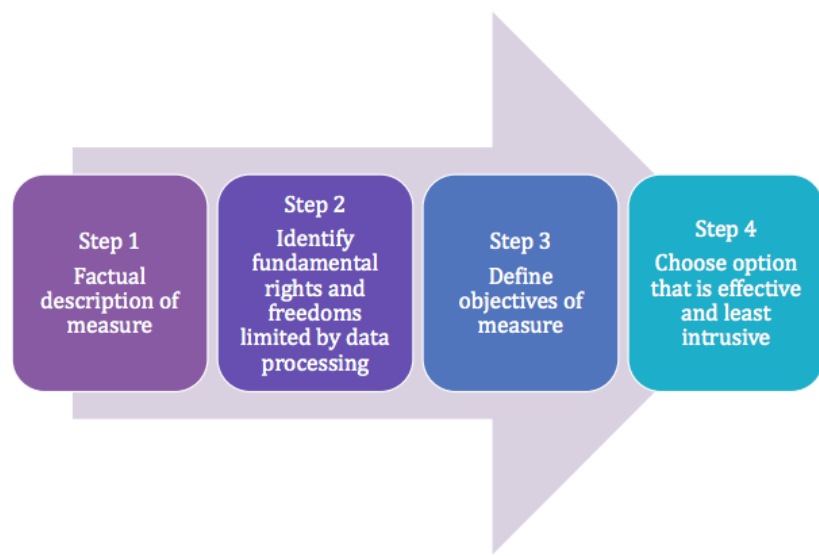 Step 1
Factual
description of
measure
Step 2
Identify
fundamental
rights and
freedoms
limited by data
processing
Step 3
Define
objectives of
measure
Step 4
Choose option
that is effective
and least
intrusive